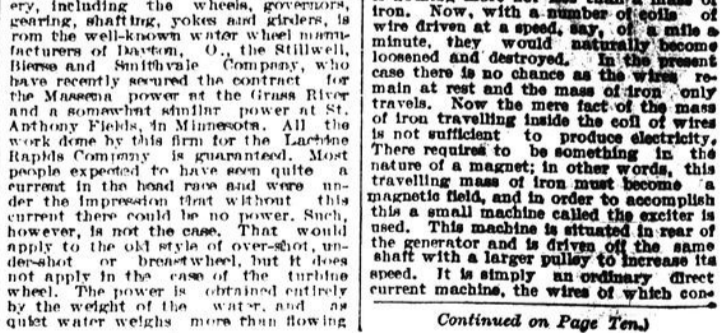 ery, including the wheels, governors,
gearing, shafting, yokes and girders, is
rom the well-known water wheel manu-
facturers of Dayton, O., the Stillwell,
Bierse and Smithvale Company, who
have recently secured the contract for
the Massena power at the Grass River
and a somewhat similar power at St.
Anthony Fields, in Minnesota. All the
work done by this firm for the Lachine
Rapids Company is guaranteed. Most
people expected to have seen quite a
current in the head race and were un-
der the impression that without this
current there could be no power. Such,
however, is not the case. That would
apply to the old style of over-shot, un-
der-shot or breastwheel, but it does
not apply in the case of the turbine
wheel. The power is obtained entirely
by the weight of the water, and as
quiet water weighs more than flowing
iron. Now, with a number of coils of
wire driven at a speed, say, of a mile a
minute, they would naturally become
loosened and destroyed. In the present
case there is no chance as the wires re-
main at rest and the mass of iron only
travels. Now the mere fact of the mass
of iron travelling inside the coil of wires
is not sufficient to produce electricity.
There requires to be something in the
nature of a magnet; in other words, this
travelling mass of iron must become a
magnetic field, and in order to accomplish
this a small machine called the exciter is
used. This machine is situated in rear of
the generator and is driven off the same
shaft with a larger pulley to increase its
speed. It is simply an ordinary direct
current machine, the wires of which con-
Continued on Page Ten.)